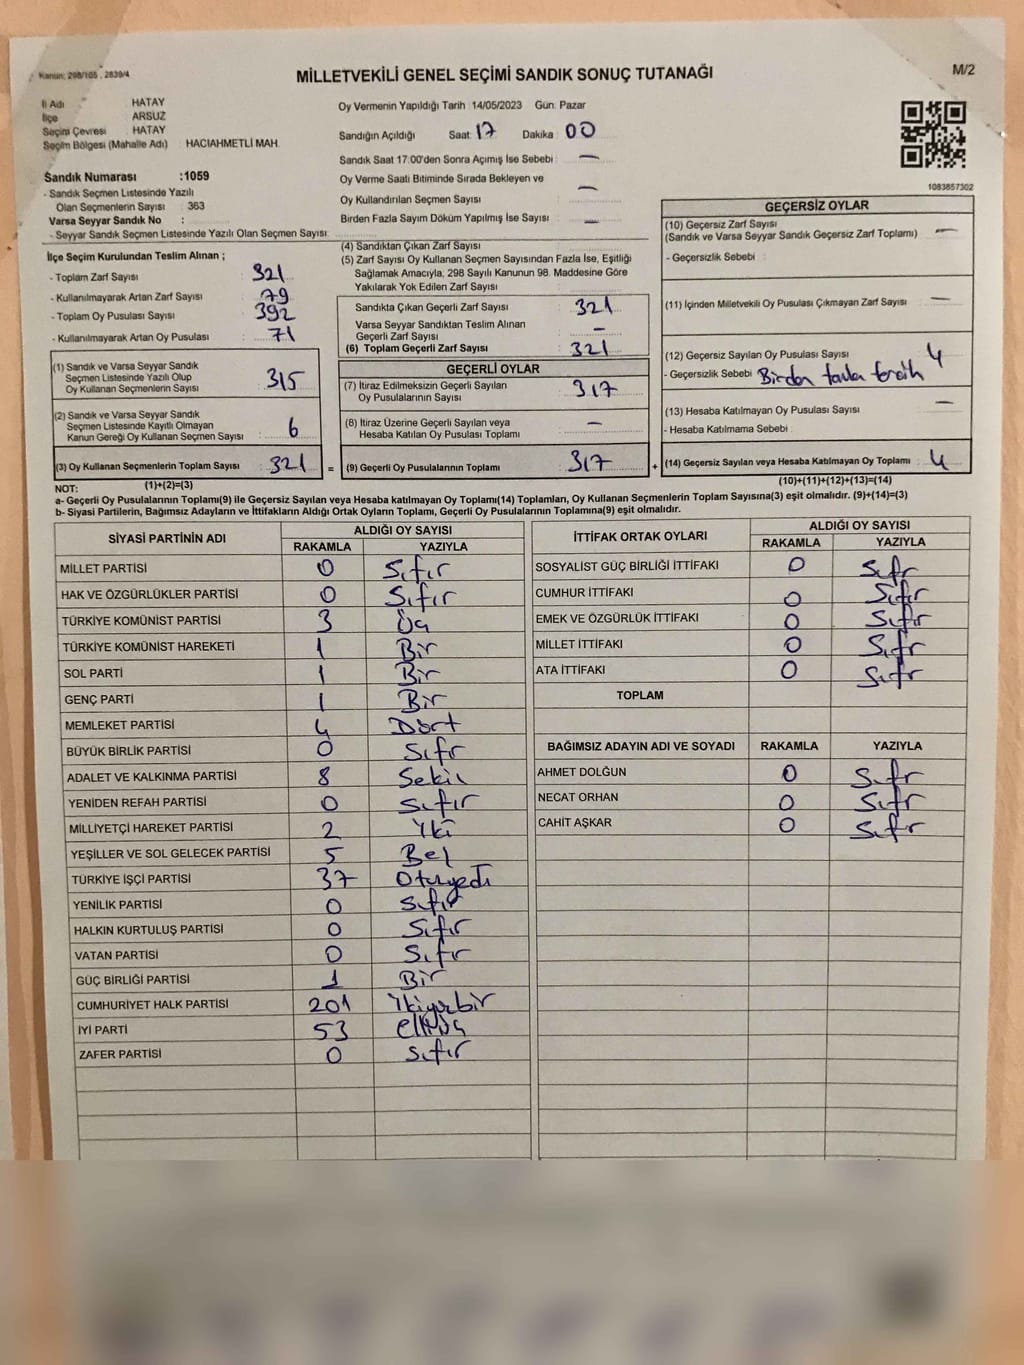 Kanun: 298/105 , 2839/4
MİLLETVEKİLİ GENEL SEÇİMİ SANDIK SONUÇ TUTANAĞI
M/2
İl Adı HATAY
İlçe ARSUZ
Seçim Çevresi HATAY
Seçim Bölgesi (Mahalle Adı) HACIAHMETLİ MAH.
Sandık Numarası :1059
- Sandık Seçmen Listesinde Yazılı
Olan Seçmenlerin Sayısı : 363
Varsa Seyyar Sandık No :
- Seyyar Sandık Seçmen Listesinde Yazılı Olan Seçmen Sayısı:
Oy Vermenin Yapıldığı Tarih : 14/05/2023 Gün: Pazar
Sandığın Açıldığı Saat: 17 Dakika : 00
Sandık Saat 17:00'den Sonra Açımış İse Sebebi : —
Oy Verme Saati Bitiminde Sırada Bekleyen ve
Oy Kullandırılan Seçmen Sayısı : —
Birden Fazla Sayım Döküm Yapılmış İse Sayısı : —
1083857302
İlçe Seçim Kurulundan Teslim Alınan ;
- Toplam Zarf Sayısı : 321
- Kullanılmayarak Artan Zarf Sayısı : 79
- Toplam Oy Pusulası Sayısı : 392
- Kullanılmayarak Artan Oy Pusulası : 71
(1) Sandık ve Varsa Seyyar Sandık
Seçmen Listesinde Yazılı Olup
Oy Kullanan Seçmenlerin Sayısı : 315
(2) Sandık ve Varsa Seyyar Sandık
Seçmen Listesinde Kayıtlı Olmayan
Kanun Gereği Oy Kullanan Seçmen Sayısı : 6
(3) Oy Kullanan Seçmenlerin Toplam Sayısı : 321 =
(1)+(2)=(3)
(4) Sandıktan Çıkan Zarf Sayısı :
(5) Zarf Sayısı Oy Kullanan Seçmen Sayısından Fazla İse, Eşitliği
Sağlamak Amacıyla, 298 Sayılı Kanunun 98. Maddesine Göre
Yakılarak Yok Edilen Zarf Sayısı :
Sandıkta Çıkan Geçerli Zarf Sayısı : 321
Varsa Seyyar Sandıktan Teslim Alınan
Geçerli Zarf Sayısı : —
(6) Toplam Geçerli Zarf Sayısı : 321
GEÇERLİ OYLAR
(7) İtiraz Edilmeksizin Geçerli Sayılan
Oy Pusulalarının Sayısı : 317
(8) İtiraz Üzerine Geçerli Sayılan veya
Hesaba Katılan Oy Pusulası Toplamı : —
(9) Geçerli Oy Pusulalarının Toplamı : 317 +
GEÇERSİZ OYLAR
(10) Geçersiz Zarf Sayısı : —
(Sandık ve Varsa Seyyar Sandık Geçersiz Zarf Toplamı)
- Geçersizlik Sebebi :
(11) İçinden Milletvekili Oy Pusulası Çıkmayan Zarf Sayısı : —
(12) Geçersiz Sayılan Oy Pusulası Sayısı : 4
- Geçersizlik Sebebi : Birden fazla tercih
(13) Hesaba Katılmayan Oy Pusulası Sayısı : —
- Hesaba Katılmama Sebebi :
(14) Geçersiz Sayılan veya Hesaba Katılmayan Oy Toplamı : 4
(10)+(11)+(12)+(13)=(14)
NOT:
a- Geçerli Oy Pusulalarının Toplamı(9) ile Geçersiz Sayılan veya Hesaba katılmayan Oy Toplamı(14) Toplamları, Oy Kullanan Seçmenlerin Toplam Sayısına(3) eşit olmalıdır. (9)+(14)=(3)
b- Siyasi Partilerin, Bağımsız Adayların ve İttifakların Aldığı Ortak Oyların Toplamı, Geçerli Oy Pusulalarının Toplamına(9) eşit olmalıdır.
SİYASİ PARTİNİN ADI ALDIĞI OY SAYISI
RAKAMLA YAZIYLA
MİLLET PARTİSİ 0 Sıfır
HAK VE ÖZGÜRLÜKLER PARTİSİ 0 Sıfır
TÜRKİYE KOMÜNİST PARTİSİ 3 Üç
TÜRKİYE KOMÜNİST HAREKETİ 1 Bir
SOL PARTİ 1 Bir
GENÇ PARTİ 1 Bir
MEMLEKET PARTİSİ 4 Dört
BÜYÜK BİRLİK PARTİSİ 0 Sıfr
ADALET VE KALKINMA PARTİSİ 8 Sekiz
YENİDEN REFAH PARTİSİ 0 Sıfır
MİLLİYETÇİ HAREKET PARTİSİ 2 İki
YEŞİLLER VE SOL GELECEK PARTİSİ 5 Beş
TÜRKİYE İŞÇİ PARTİSİ 37 Otuzyedi
YENİLİK PARTİSİ 0 Sıfır
HALKIN KURTULUŞ PARTİSİ 0 Sıfır
VATAN PARTİSİ 0 Sıfr
GÜÇ BİRLİĞİ PARTİSİ 1 Bir
CUMHURİYET HALK PARTİSİ 201 İkiyüzbir
İYİ PARTİ 53 elliüç
ZAFER PARTİSİ 0 Sıfır
İTTİFAK ORTAK OYLARI ALDIĞI OY SAYISI
RAKAMLA YAZIYLA
SOSYALİST GÜÇ BİRLİĞİ İTTİFAKI 0 Sıfr
CUMHUR İTTİFAKI 0 Sıfır
EMEK VE ÖZGÜRLÜK İTTİFAKI 0 Sıfır
MİLLET İTTİFAKI 0 Sıfr
ATA İTTİFAKI 0 Sıfr
TOPLAM
BAĞIMSIZ ADAYIN ADI VE SOYADI RAKAMLA YAZIYLA
AHMET DOLĞUN 0 Sıfr
NECAT ORHAN 0 Sıfr
CAHİT AŞKAR 0 Sıfr